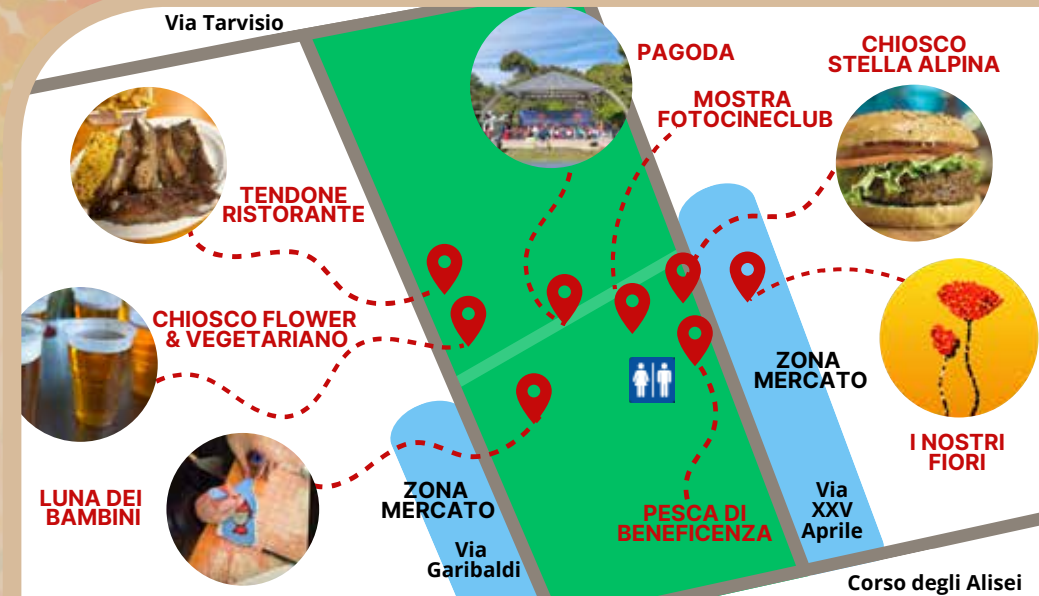 Via Tarvisio
PAGODA
CHIOSCO
STELLA ALPINA
MOSTRA
FOTOCINECLUB
TENDONE
RISTORANTE
CHIOSCO FLOWER
& VEGETARIANO
ZONA
MERCATO
I NOSTRI
FIORI
LUNA DEI
BAMBINI
ZONA
MERCATO
Via
Garibaldi
PESCA DI
BENEFICENZA
Via
XXV
Aprile
Corso degli Alisei